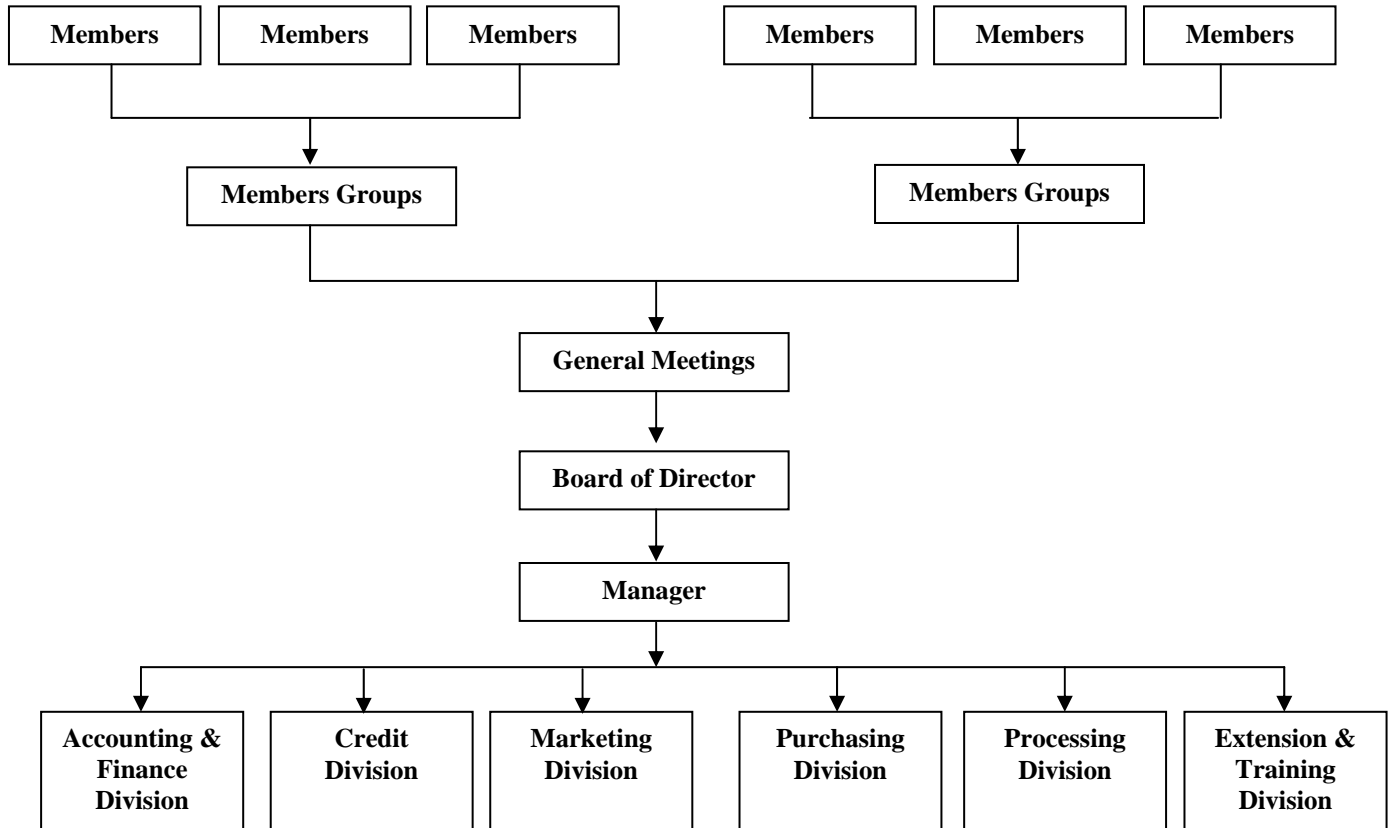 Members
Members
Members
Members
Members
Members
Members Groups
Members Groups
General Meetings
Board of Director
Manager
Accounting &
Finance
Division
Credit
Division
Marketing
Division
Purchasing
Division
Processing
Division
Extension &
Training
Division